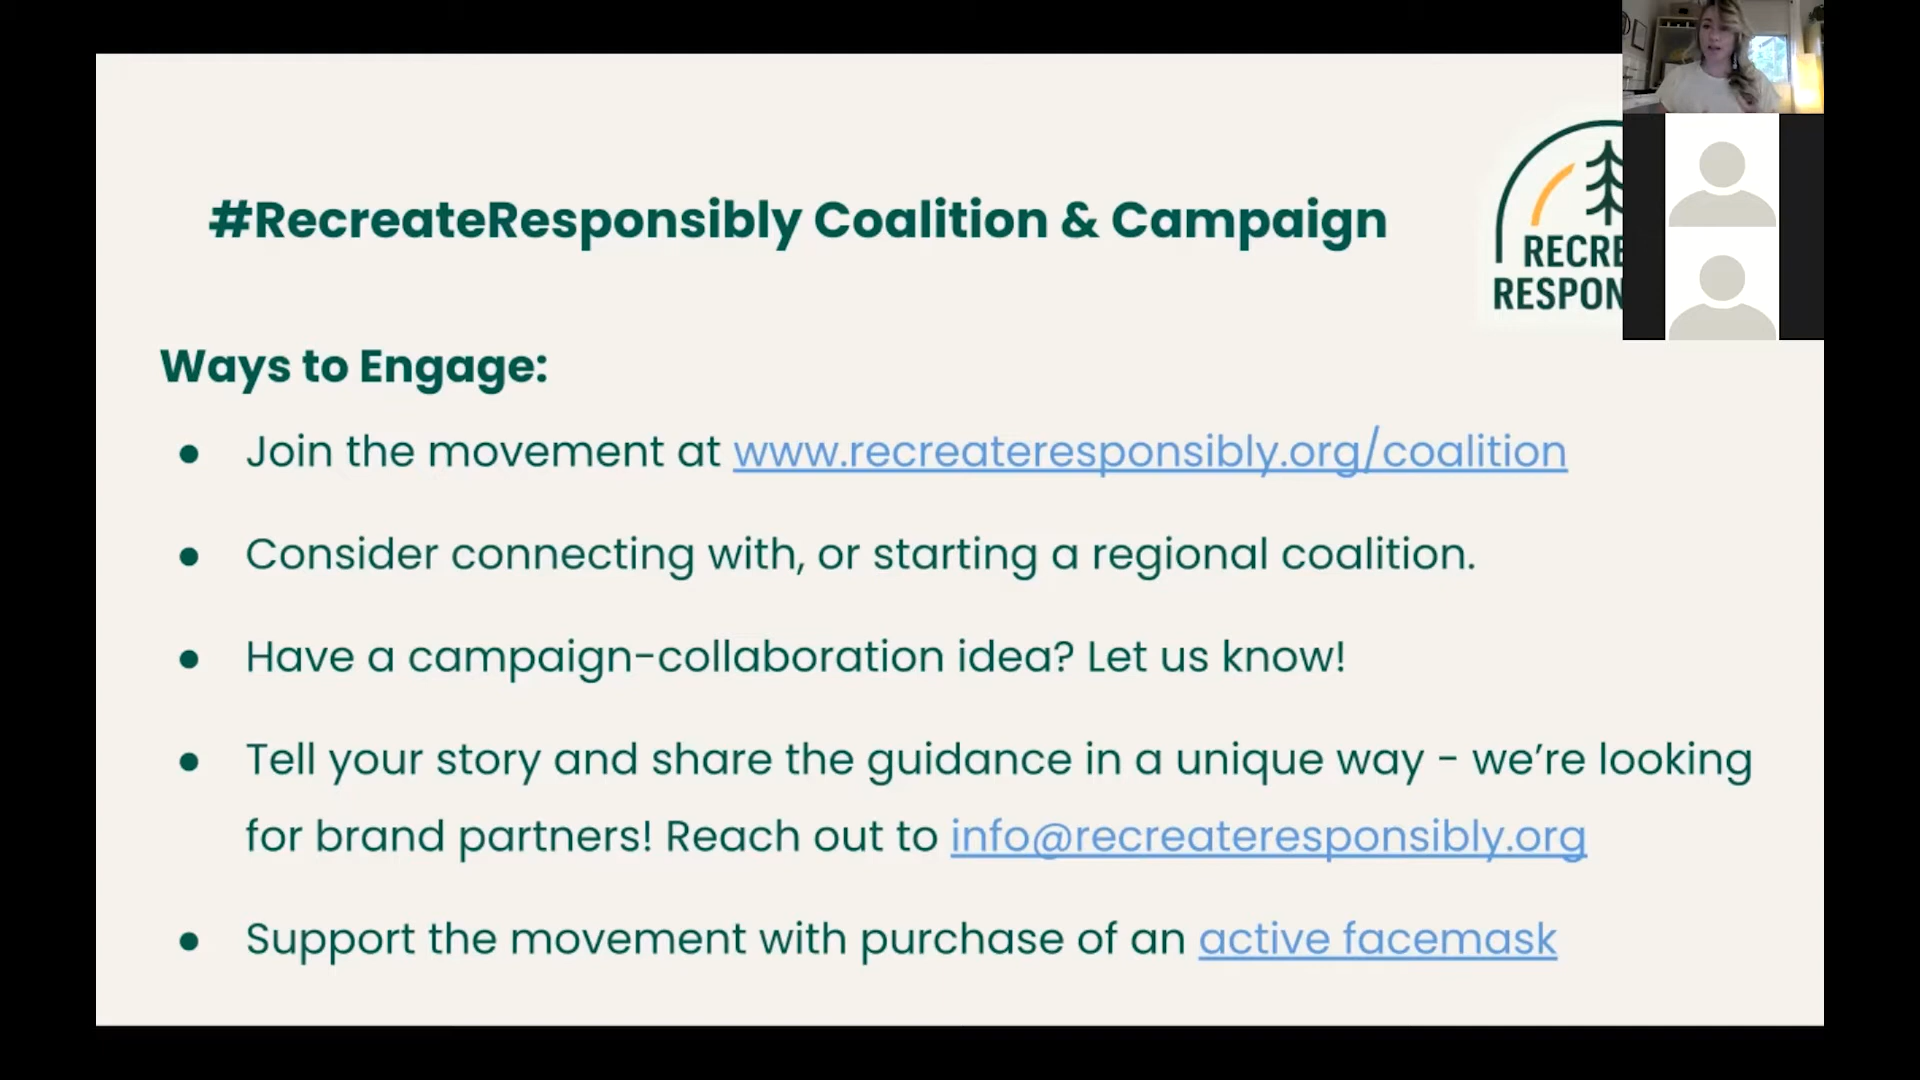 #RecreateResponsibly Coalition & Campaign
RECRE
RESPON
Ways to Engage:
● Join the movement at www.recreateresponsibly.org/coalition
● Consider connecting with, or starting a regional coalition.
● Have a campaign-collaboration idea? Let us know!
● Tell your story and share the guidance in a unique way - we’re looking
for brand partners! Reach out to info@recreateresponsibly.org
● Support the movement with purchase of an active facemask